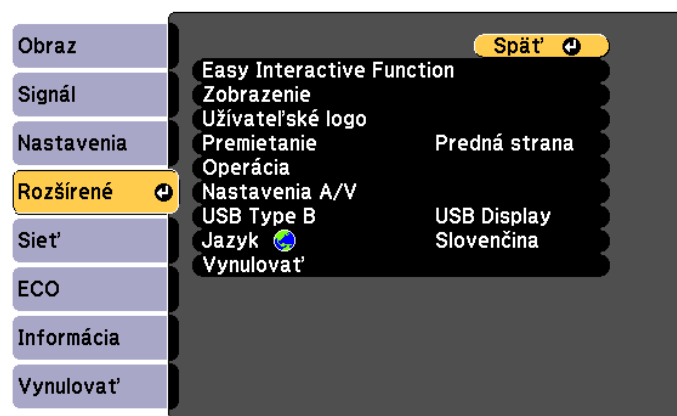 Obraz
Signál
Nastavenia
Rozšírené
Sieť
ECO
Informácia
Vynulovať
Späť
Easy Interactive Function
Zobrazenie
Užívateľské logo
Premietanie Predná strana
Operácia
Nastavenia A/V
USB Type B USB Display
Jazyk Slovenčina
Vynulovať